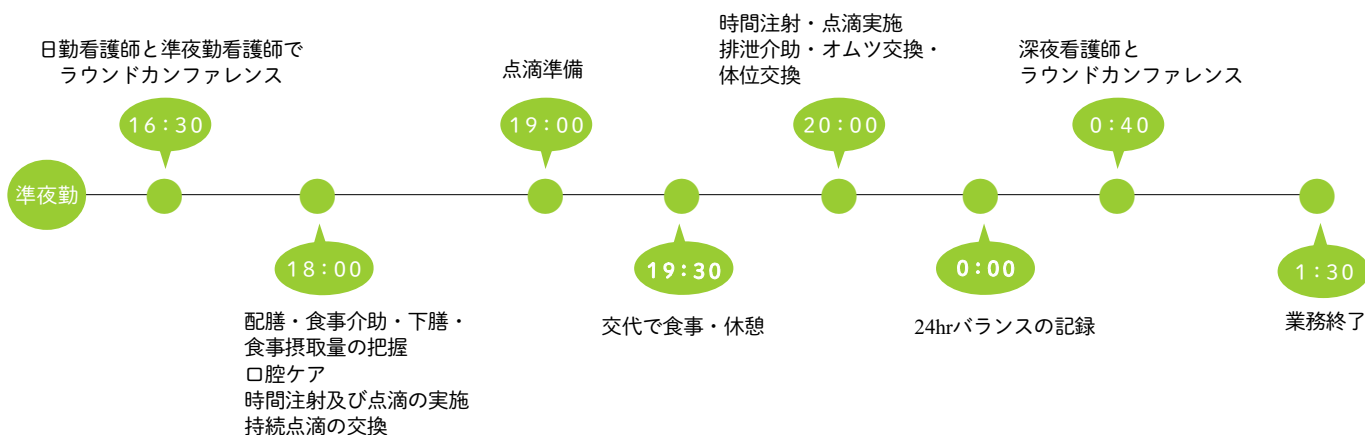 準夜勤
日勤看護師と準夜勤看護師で
ラウンドカンファレンス
16:30
18:00
配膳・食事介助・下膳・
食事摂取量の把握
口腔ケア
時間注射及び点滴の実施
持続点滴の交換
点滴準備
19:00
19:30
交代で食事・休憩
時間注射・点滴実施
排泄介助・オムツ交換・
体位交換
20:00
0:00
24hrバランスの記録
深夜看護師と
ラウンドカンファレンス
0:40
1:30
業務終了